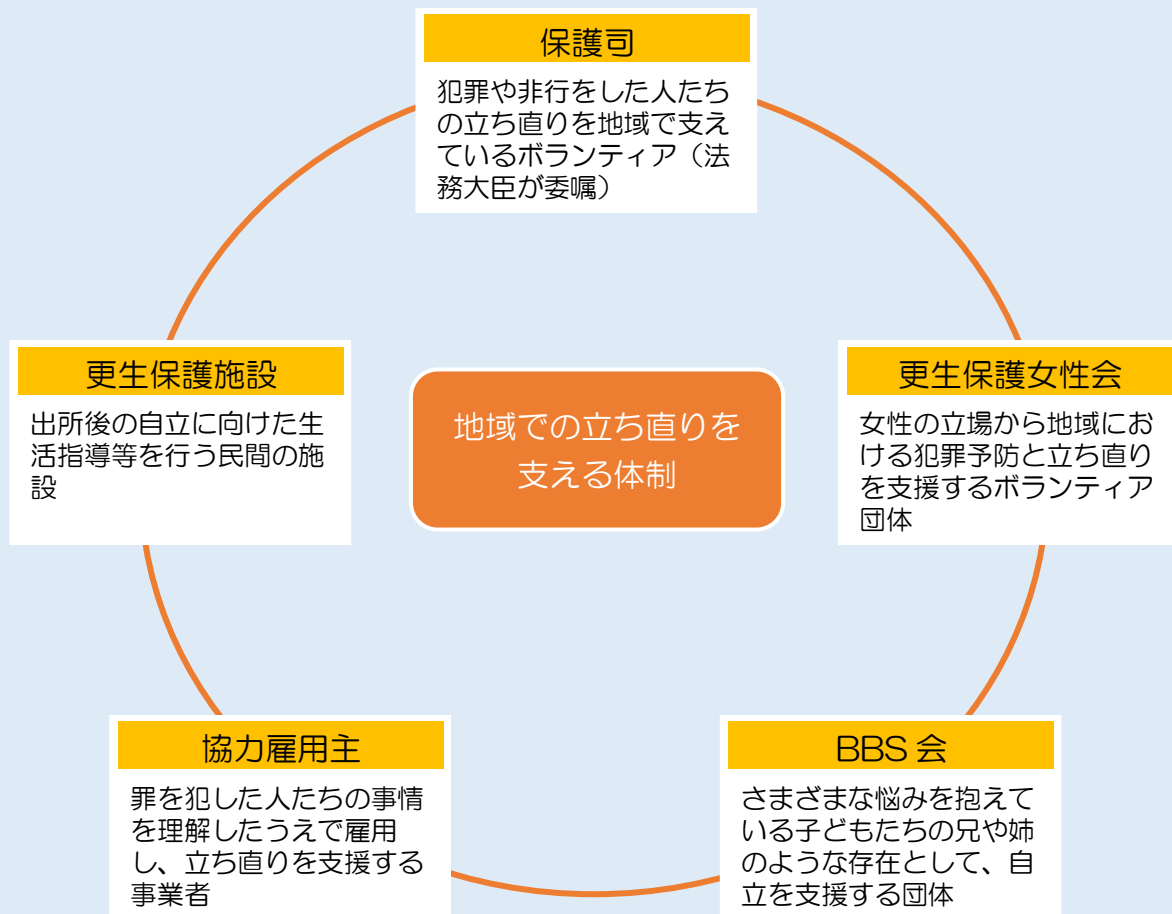 保護司
犯罪や非行をした人たち
の立ち直りを地域で支え
ているボランティア（法
務大臣が委嘱）
更生保護施設
出所後の自立に向けた生
活指導等を行う民間の施
設
地域での立ち直りを
支える体制
更生保護女性会
女性の立場から地域にお
ける犯罪予防と立ち直り
を支援するボランティア
団体
協力雇用主
罪を犯した人たちの事情
を理解したうえで雇用
し、立ち直りを支援する
事業者
BBS 会
さまざまな悩みを抱えて
いる子どもたちの兄や姉
のような存在として、自
立を支援する団体